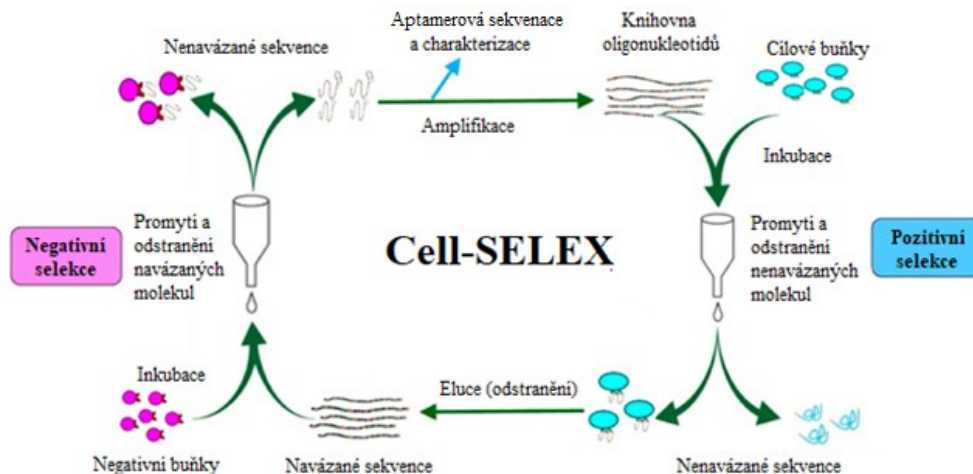 Aptamerová sekvenace
a charakterizace
Nenavázané sekvence
Knihovna
oligonukleotidů
Cílové buňky
Amplifikace
Inkubace
Negativní
selekce
Promytí a
odstranění
navázaných
molekul
Cell-SELEX
Promytí a
odstranění
nenavázaných
molekul
Pozitivní
selekce
Inkubace
Eluce (odstranění)
Negativní buňky
Navázané sekvence
Nenavázané sekvence